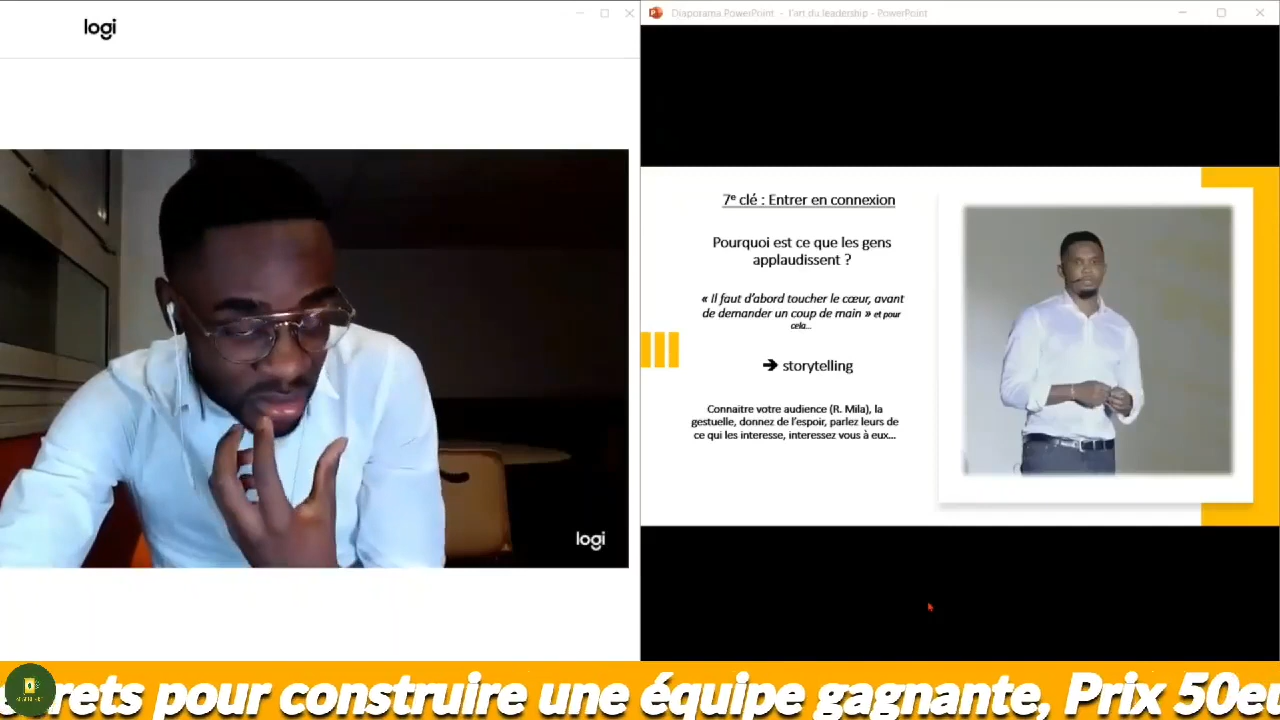 logi
Diaporama PowerPoint - l'art du leadership - PowerPoint
7e clé : Entrer en connexion
Pourquoi est ce que les gens
applaudissent ?
« Il faut d'abord toucher le cœur, avant
de demander un coup de main » et pour
cela...
➔ storytelling
Connaitre votre audience (R. Mila), la
gestuelle, donnez de l'espoir, parlez leurs de
ce qui les interesse, interessez vous à eux...
logi
crets pour construire une équipe gagnante, Prix 50eu